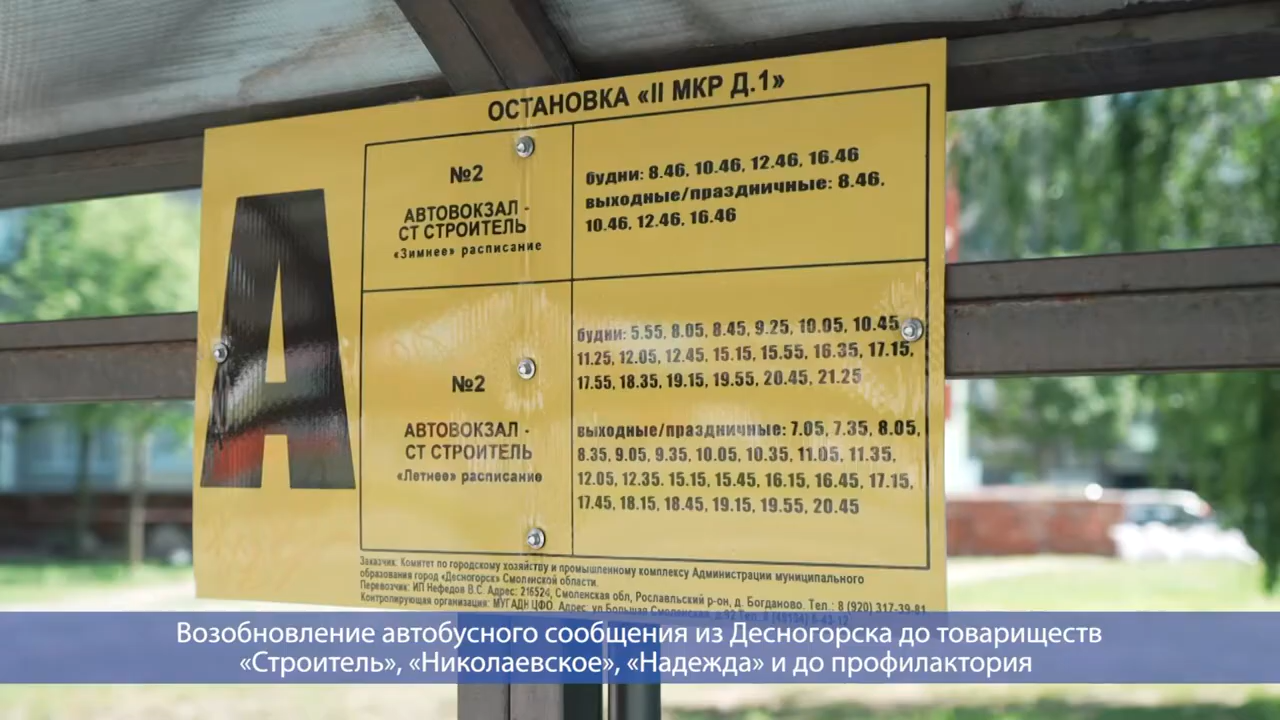 ОСТАНОВКА «II МКР Д.1»
А
№2
АВТОВОКЗАЛ -
СТ СТРОИТЕЛЬ
«Зимнее» расписание
будни: 8.46, 10.46, 12.46, 16.46
выходные/праздничные: 8.46,
10.46, 12.46, 16.46
№2
АВТОВОКЗАЛ -
СТ СТРОИТЕЛЬ
«Летнее» расписание
будни: 5.55, 8.05, 8.45, 9.25, 10.05, 10.45,
11.25, 12.05, 12.45, 15.15, 15.55, 16.35, 17.15,
17.55, 18.35, 19.15, 19.55, 20.45, 21.25
выходные/праздничные: 7.05, 7.35, 8.05,
8.35, 9.05, 9.35, 10.05, 10.35, 11.05, 11.35,
12.05, 12.35, 15.15, 15.45, 16.15, 16.45, 17.15,
17.45, 18.15, 18.45, 19.15, 19.55, 20.45
Заказчик: Комитет по городскому хозяйству и промышленному комплексу Администрации муниципального
образования город «Десногорск» Смоленской области.
Перевозчик: ИП Нефедов В.С. Адрес: 216524, Смоленская обл, Рославльский р-он, д. Богданово. Тел.: 8 (920) 317-39-81
Контролирующая организация: МУГАДН ЦФО. Адрес: ул.Большая
Возобновление автобусного сообщения из Десногорска до товариществ
«Строитель», «Николаевское», «Надежда» и до профилактория